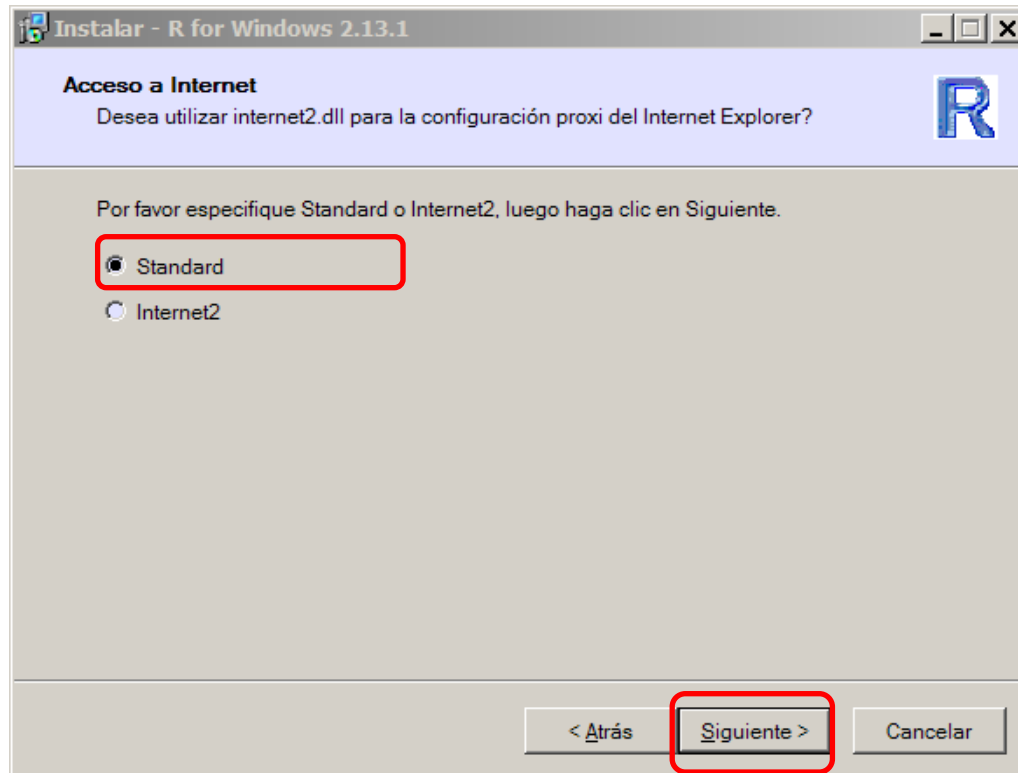 Instalar - R for Windows 2.13.1
Acceso a Internet
Desea utilizar internet2.dll para la configuración proxi del Internet Explorer?
R
Por favor especifique Standard o Internet2, luego haga clic en Siguiente.
Standard
Internet2
< Atrás
Siguiente >
Cancelar